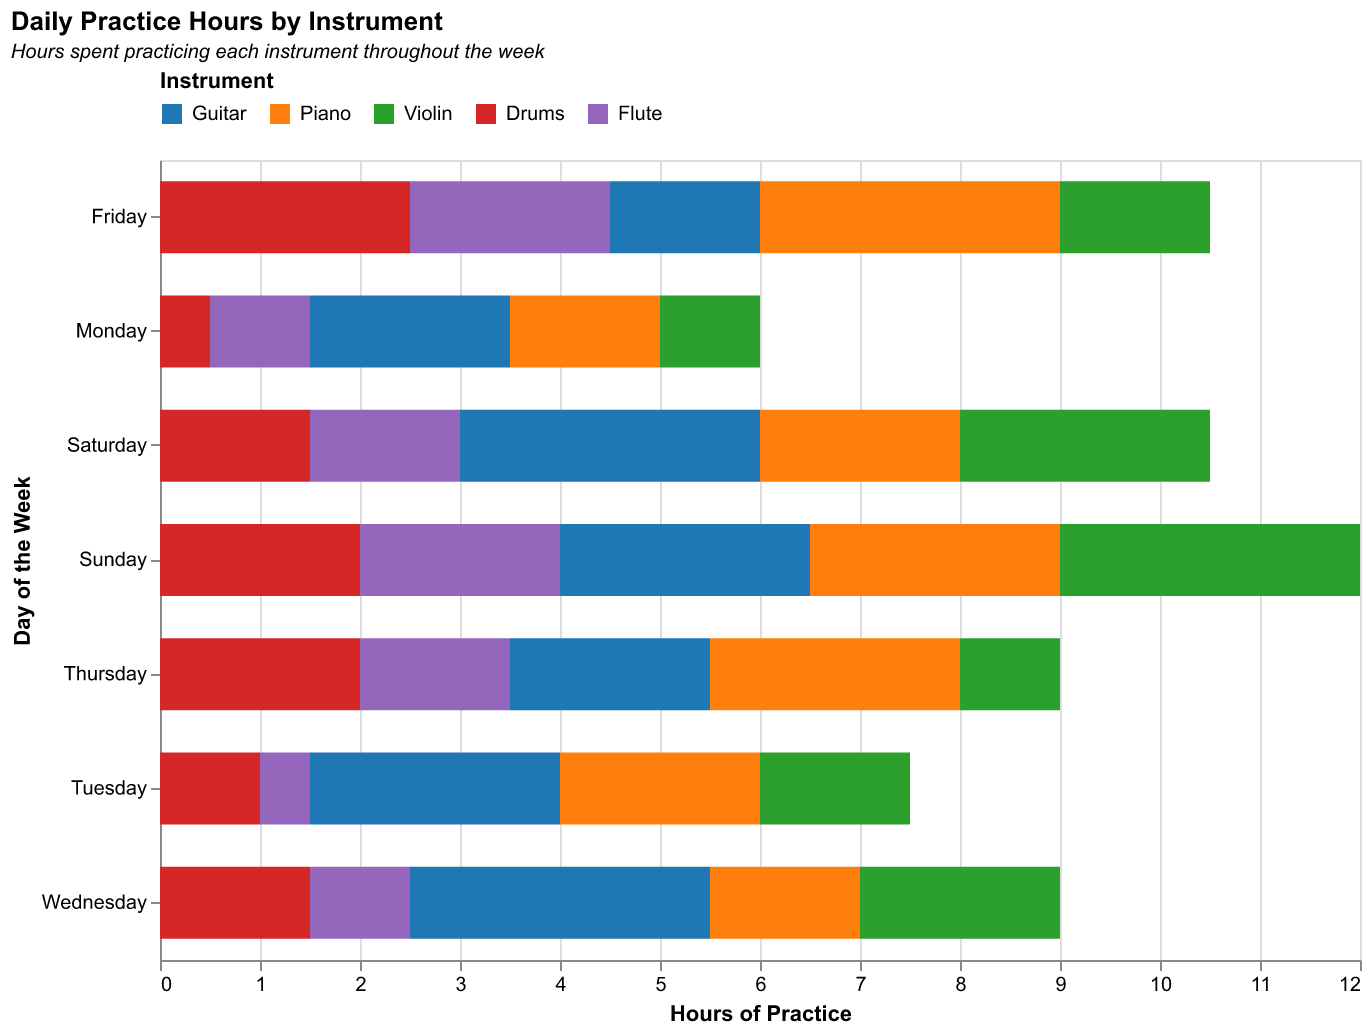 Daily Practice Hours by Instrument
Hours spent practicing each instrument throughout the week
Instrument
Guitar Piano Violin Drums Flute
Friday
Monday
Saturday
Sunday
Thursday
Tuesday
Wednesday
Day of the Week
0 1 2 3 4 5 6 7 8 9 10 11 12
Hours of Practice